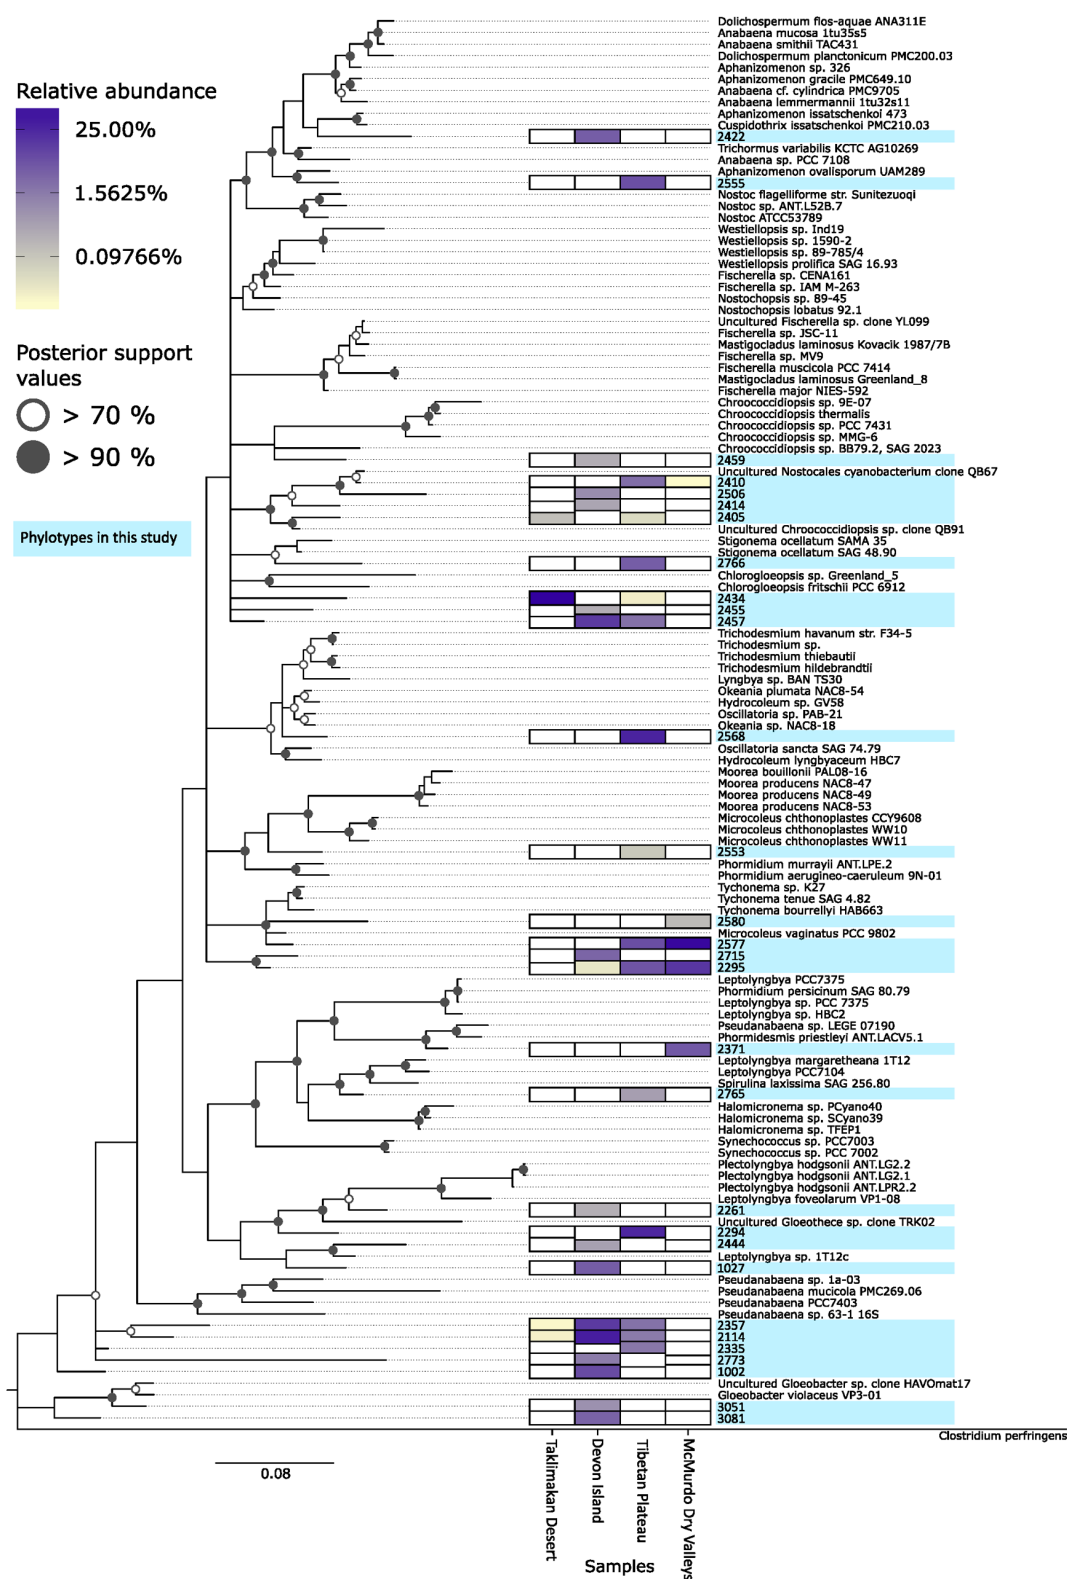 Relative abundance
25.00%
1.5625%
0.09766%
Posterior support
values
> 70 %
> 90 %
Phylotypes in this study
Dolichospermum flos-aquae ANA311E
Anabaena mucosa 1tu35s5
Anabaena smithii TAC431
Dolichospermum planctonicum PMC200.03
Aphanizomenon sp. 326
Aphanizomenon gracile PMC649.10
Anabaena cf. cylindrica PMC9705
Anabaena lemmermannii 1tu32s11
Aphanizomenon issatschenkoi 473
Cuspidothrix issatschenkoi PMC210.03
2422
Trichormus variabilis KCTC AG10269
Anabaena sp. PCC 7108
Aphanizomenon ovalisporum UAM289
2555
Nostoc flagelliforme str. Sunitezuoqi
Nostoc sp. ANT.L52B.7
Nostoc ATCC53789
Westiellopsis sp. Ind19
Westiellopsis sp. 1590-2
Westiellopsis sp. 89-785/4
Westiellopsis prolifica SAG 16.93
Fischerella sp. CENA161
Fischerella sp. IAM M-263
Nostochopsis sp. 89-45
Nostochopsis lobatus 92.1
Uncultured Fischerella sp. clone YL099
Fischerella sp. JSC-11
Mastigocladus laminosus Kovacik 1987/7B
Fischerella sp. MV9
Fischerella muscicola PCC 7414
Mastigocladus laminosus Greenland_8
Fischerella major NIES-592
Chroococcidiopsis sp. 9E-07
Chroococcidiopsis thermalis
Chroococcidiopsis sp. PCC 7431
Chroococcidiopsis sp. MMG-6
Chroococcidiopsis sp. BB79.2, SAG 2023
2459
Uncultured Nostocales cyanobacterium clone QB67
2410
2506
2414
2405
Uncultured Chroococcidiopsis sp. clone QB91
Stigonema ocellatum SAMA 35
Stigonema ocellatum SAG 48.90
2766
Chlorogloeopsis sp. Greenland_5
Chlorogloeopsis fritschii PCC 6912
2434
2455
2457
Trichodesmium havanum str. F34-5
Trichodesmium sp.
Trichodesmium thiebautii
Trichodesmium hildebrandtii
Lyngbya sp. BAN TS30
Okeania plumata NAC8-54
Hydrocoleum sp. GV58
Oscillatoria sp. PAB-21
Okeania sp. NAC8-18
2568
Oscillatoria sancta SAG 74.79
Hydrocoleum lyngbyaceum HBC7
Moorea bouillonii PAL08-16
Moorea producens NAC8-47
Moorea producens NAC8-49
Moorea producens NAC8-53
Microcoleus chthonoplastes CCY9608
Microcoleus chthonoplastes WW10
Microcoleus chthonoplastes WW11
2553
Phormidium murrayii ANT.LPE.2
Phormidium aerugineo-caeruleum 9N-01
Tychonema sp. K27
Tychonema tenue SAG 4.82
Tychonema bourrellyi HAB663
2580
Microcoleus vaginatus PCC 9802
2577
2715
2295
Leptolyngbya PCC7375
Phormidium persicinum SAG 80.79
Leptolyngbya sp. PCC 7375
Leptolyngbya sp. HBC2
Pseudanabaena sp. LEGE 07190
Phormidesmis priestleyi ANT.LACV5.1
2371
Leptolyngbya margaretheana 1T12
Leptolyngbya PCC7104
Spirulina laxissima SAG 256.80
2765
Halomicronema sp. PCyano40
Halomicronema sp. SCyano39
Halomicronema sp. TFEP1
Synechococcus sp. PCC7003
Synechococcus sp. PCC 7002
Plectolyngbya hodgsonii ANT.LG2.2
Plectolyngbya hodgsonii ANT.LG2.1
Plectolyngbya hodgsonii ANT.LPR2.2
Leptolyngbya foveolarum VP1-08
2261
Uncultured Gloeothece sp. clone TRK02
2294
2444
Leptolyngbya sp. 1T12c
1027
Pseudanabaena sp. 1a-03
Pseudanabaena mucicola PMC269.06
Pseudanabaena PCC7403
Pseudanabaena sp. 63-1 16S
2357
2114
2335
2773
1002
Uncultured Gloeobacter sp. clone HAVOmat17
Gloeobacter violaceus VP3-01
3051
3081
Clostridium perfringens
0.08
Taklimakan Desert
Devon Island
Tibetan Plateau
McMurdo Dry Valleys
Samples